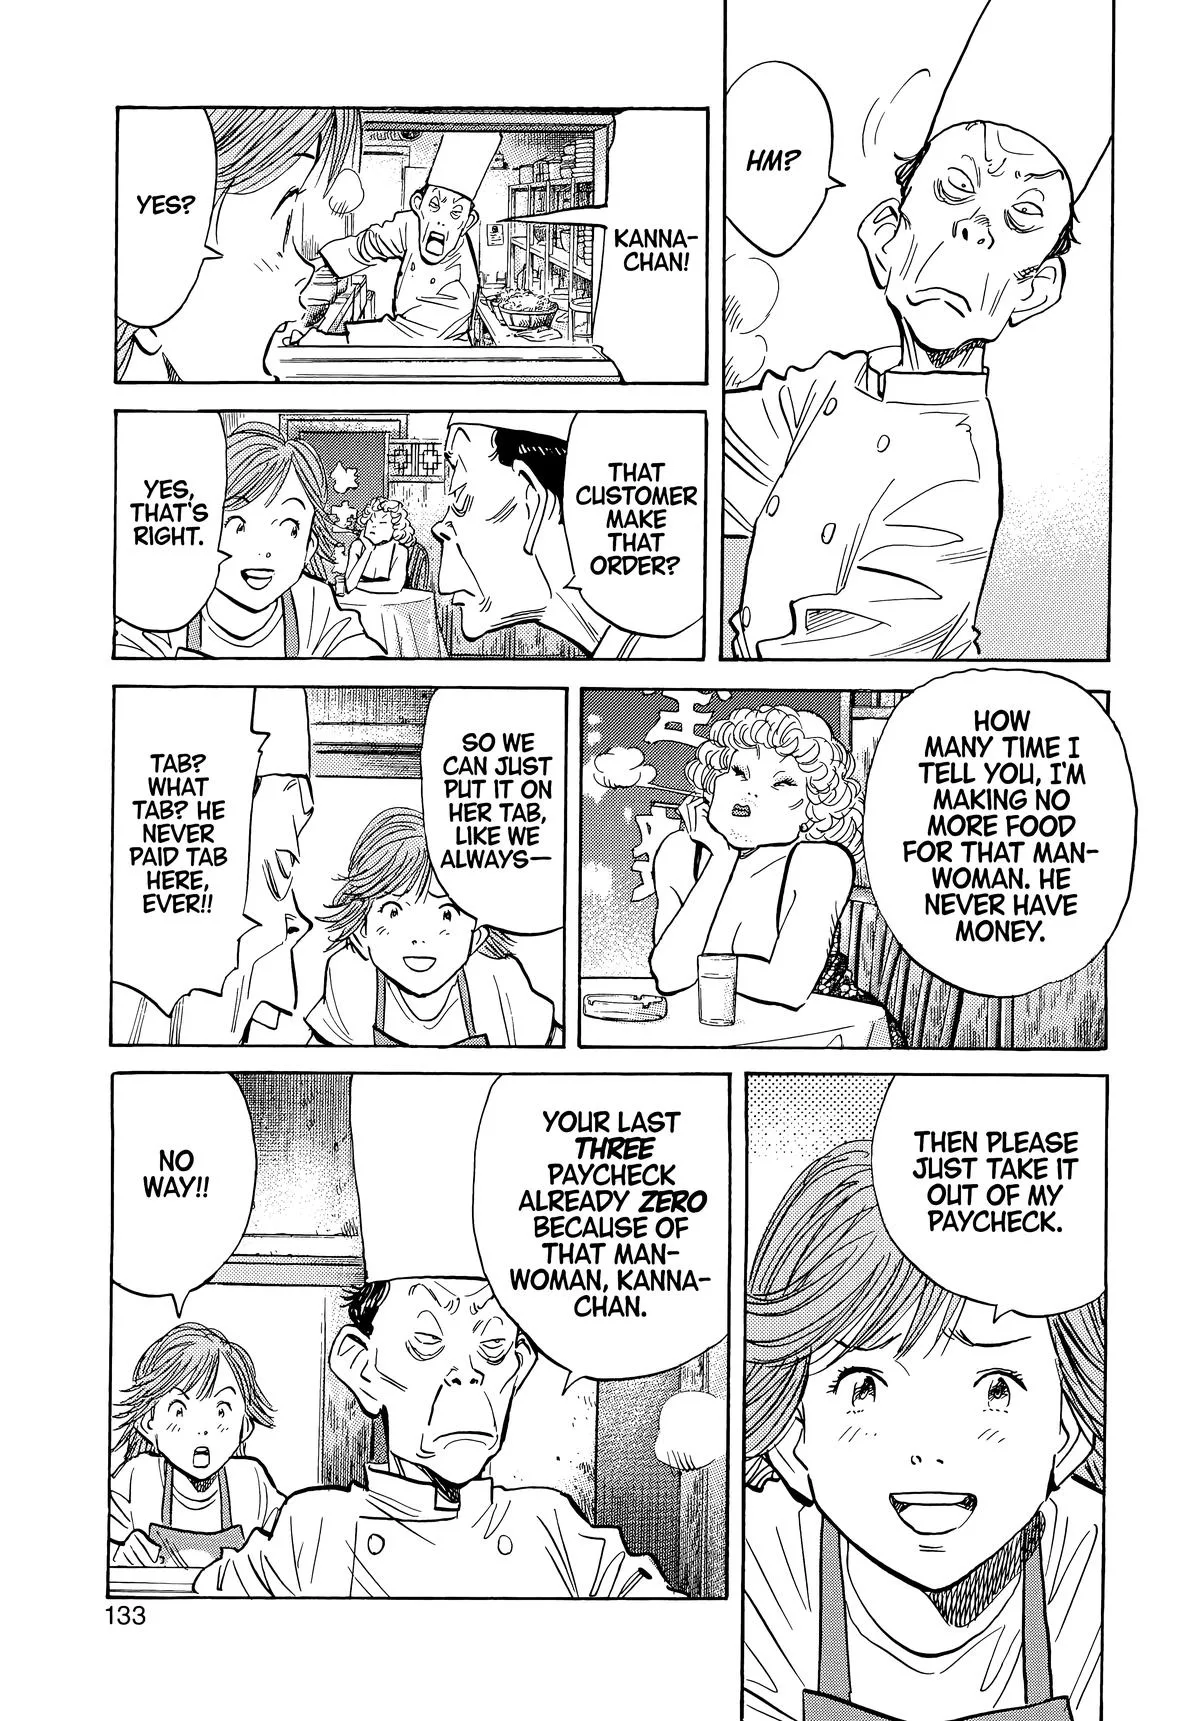 HM?
KANNA-
CHAN!
YES?
THAT
CUSTOMER
MAKE
THAT
ORDER?
YES,
THAT'S
RIGHT.
HOW
MANY TIME I
TELL YOU, I'M
MAKING NO
MORE FOOD
FOR THAT MAN-
WOMAN. HE
NEVER HAVE
MONEY.
SO WE
CAN JUST
PUT IT ON
HER TAB,
LIKE WE
ALWAYS—
TAB?
WHAT
TAB? HE
NEVER
PAID TAB
HERE,
EVER!!
THEN PLEASE
JUST TAKE IT
OUT OF MY
PAYCHECK.
YOUR LAST
THREE
PAYCHECK
ALREADY ZERO
BECAUSE OF
THAT MAN-
WOMAN, KANNA-
CHAN.
NO
WAY!!
133